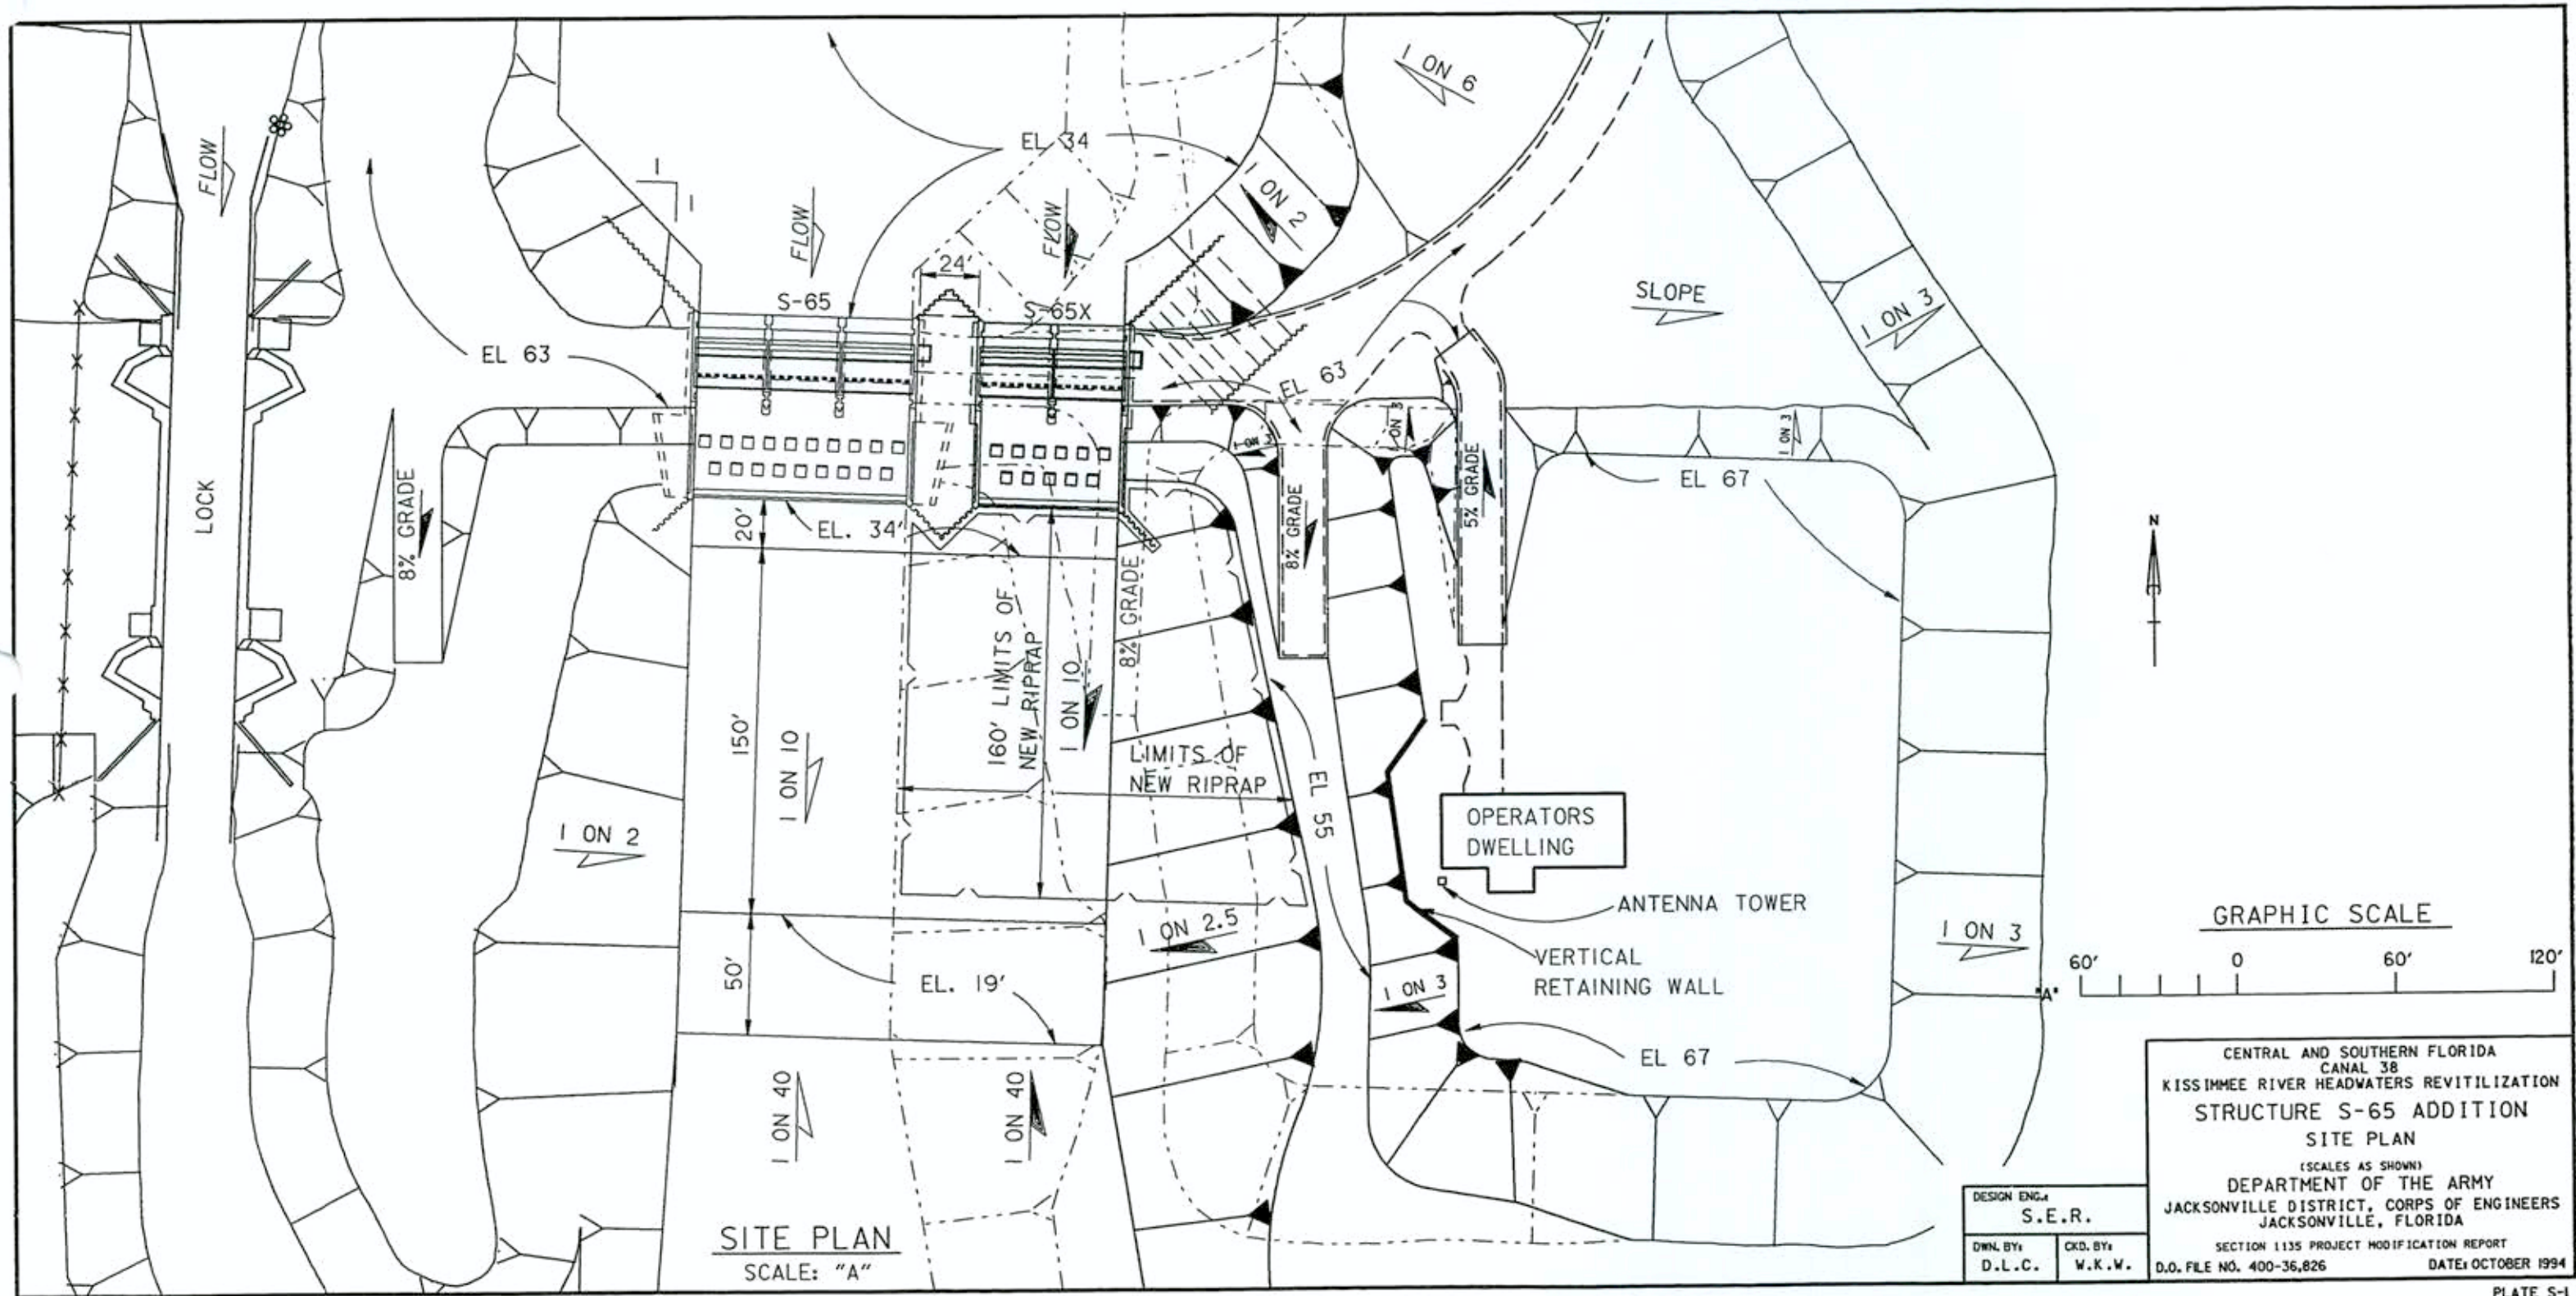 1 ON 6
FLOW
EL 34
1 ON 2
FLOW
FLOW
24'
S-65
S-65X
SLOPE
1 ON 3
EL 63
EL 63
1 ON 3
1 ON 3
1 ON 3
EL 67
LOCK
8% GRADE
8% GRADE
5% GRADE
20'
EL. 34'
8% GRADE
N
160' LIMITS OF
NEW RIPRAP
1 ON 10
150'
1 ON 10
LIMITS OF
NEW RIPRAP
EL 55
1 ON 2
OPERATORS
DWELLING
ANTENNA TOWER
1 ON 2.5
VERTICAL
RETAINING WALL
1 ON 3
1 ON 3
50'
EL. 19'
EL 67
1 ON 40
1 ON 40
GRAPHIC SCALE
60' 0 60' 120'
"A"
SITE PLAN
SCALE: "A"
CENTRAL AND SOUTHERN FLORIDA
CANAL 38
KISSIMMEE RIVER HEADWATERS REVITILIZATION
STRUCTURE S-65 ADDITION
SITE PLAN
(SCALES AS SHOWN)
DEPARTMENT OF THE ARMY
JACKSONVILLE DISTRICT, CORPS OF ENGINEERS
JACKSONVILLE, FLORIDA
SECTION 1135 PROJECT MODIFICATION REPORT
D.O. FILE NO. 400-36,826 DATE: OCTOBER 1994
DESIGN ENG.:
S.E.R.
DWN. BY:
D.L.C.
CKD. BY:
W.K.W.
PLATE S-1